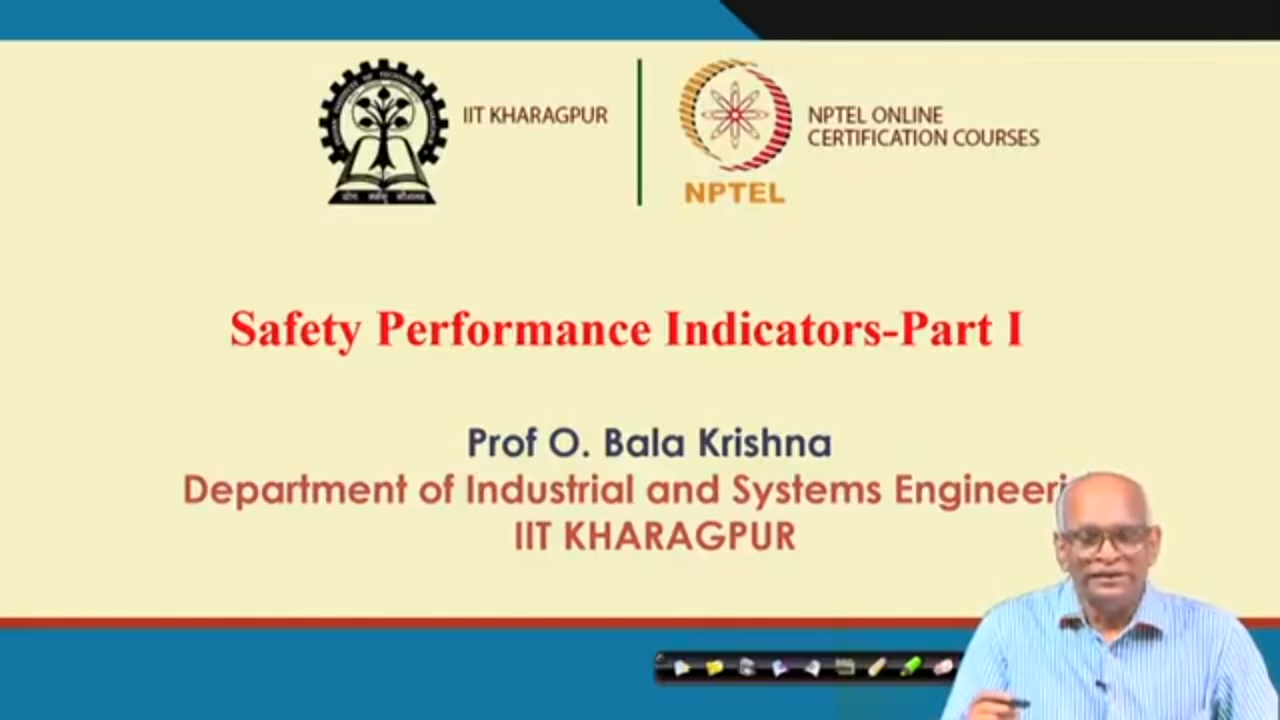 IIT KHARAGPUR
NPTEL ONLINE
CERTIFICATION COURSES
NPTEL
Safety Performance Indicators-Part I
Prof O. Bala Krishna
Department of Industrial and Systems
IIT KHARAGPUR